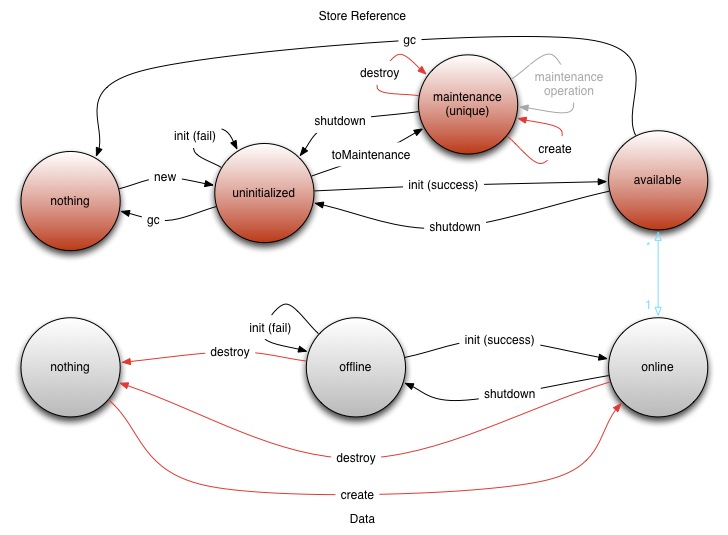 Store Reference
gc
destroy
maintenance
operation
maintenance
(unique)
shutdown
init (fail)
toMaintenance
create
new
nothing
uninitialized
init (success)
available
gc
shutdown
*
1
init (fail)
init (success)
destroy
nothing
offline
online
shutdown
destroy
create
Data